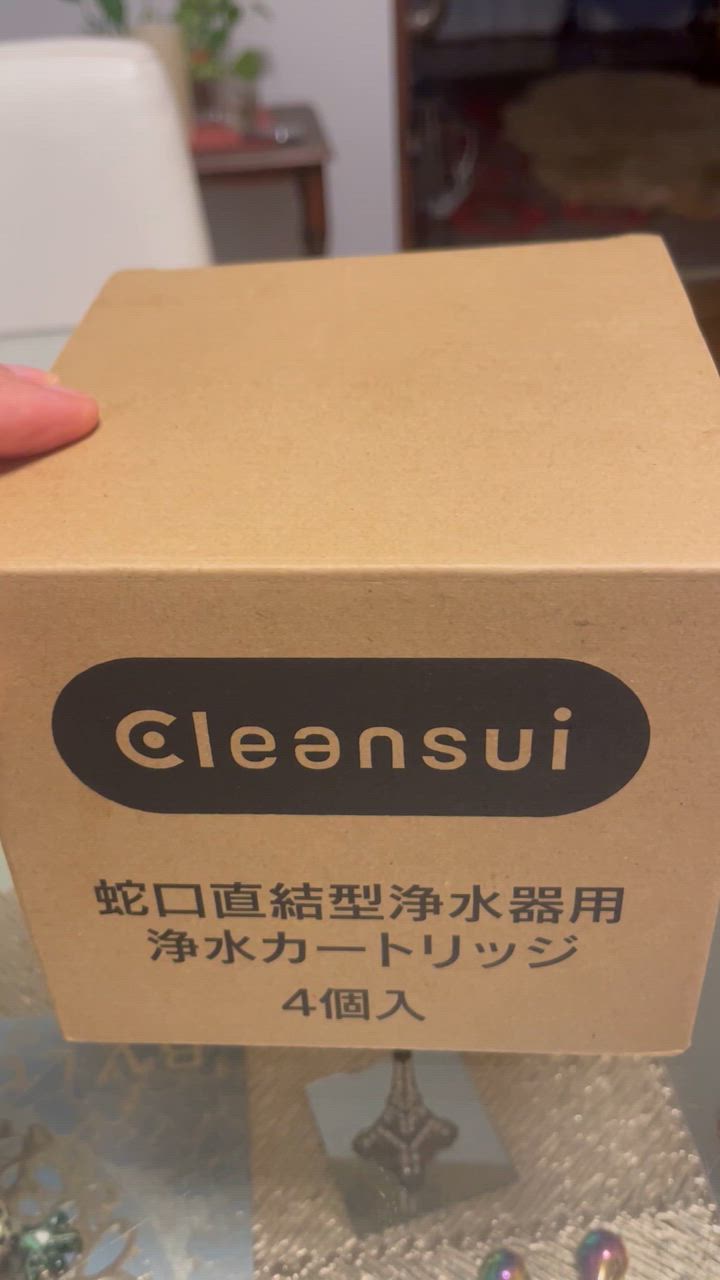 Cleansui
蛇口直結型浄水器用
浄水カートリッジ
4個入